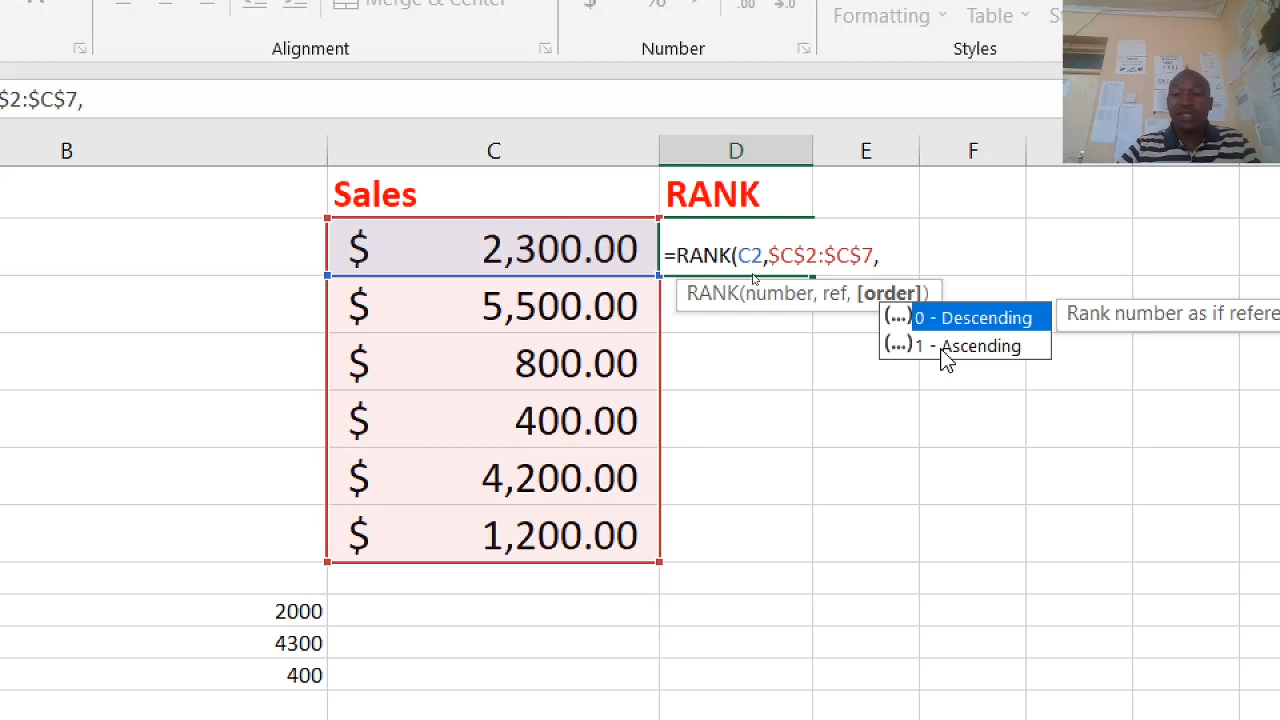 Merge & Center
$ % .00 .0
Formatting Table St
Alignment Number Styles
$2:$C$7,
B C D E F
Sales RANK
$ 2,300.00 =RANK(C2,$C$2:$C$7,
RANK(number, ref, [order])
$ 5,500.00
(...) 0 - Descending Rank number as if refere
(...) 1 - Ascending
$ 800.00
$ 400.00
$ 4,200.00
$ 1,200.00
2000
4300
400